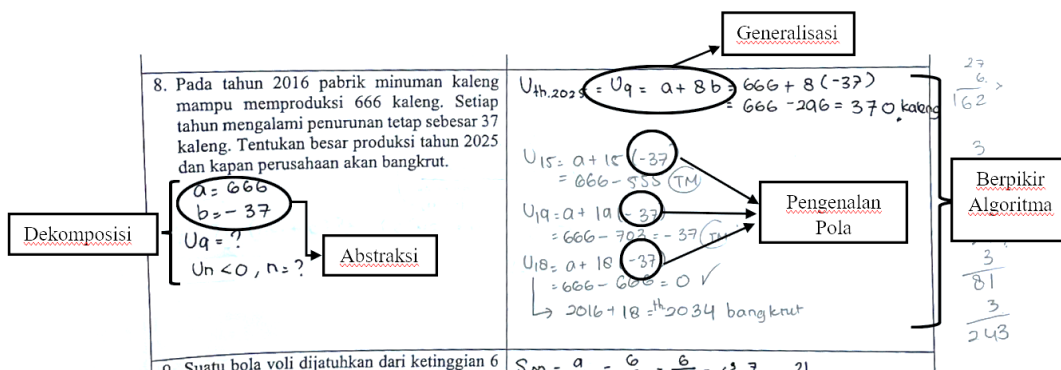 Generalisasi
8. Pada tahun 2016 pabrik minuman kaleng
mampu memproduksi 666 kaleng. Setiap
tahun mengalami penurunan tetap sebesar 37
kaleng. Tentukan besar produksi tahun 2025
dan kapan perusahaan akan bangkrut.
a = 666
b = - 37
U9 = ?
Un < 0, n = ?
Dekomposisi
Abstraksi
Uth.2025 = U9 = a + 8b = 666 + 8 (-37)
= 666 - 296 = 370 kaleng
U15 = a + 15 (-37
= 666 - 555 (TM)
U19 = a + 19 (-37)
= 666 - 703 = -37 (TM
U18 = a + 18 (-37)
= 666 - 666 = 0 ✓
↳ 2016 + 18 = th 2034 bangkrut
Pengenalan
Pola
Berpikir
Algoritma
27
6
162
3
3
81
3
243
9. Suatu bola voli dijatuhkan dari ketinggian 6